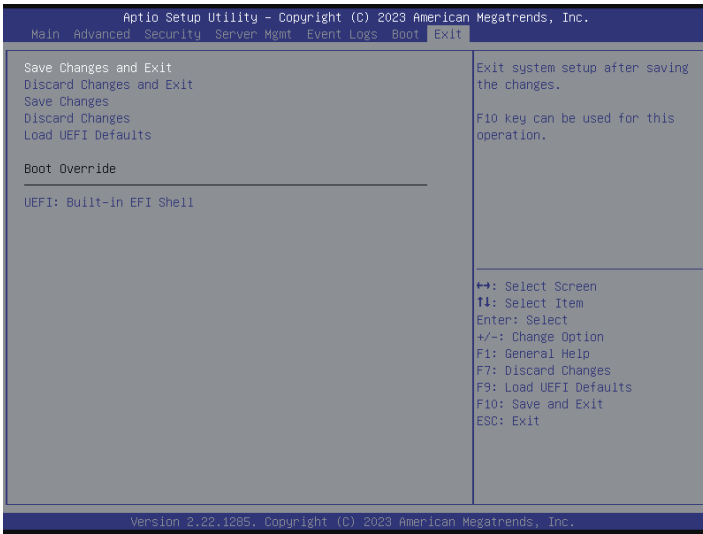 Aptio Setup Utility – Copyright (C) 2023 American Megatrends, Inc.
Main Advanced Security Server Mgmt Event Logs Boot Exit
Save Changes and Exit
Discard Changes and Exit
Save Changes
Discard Changes
Load UEFI Defaults
Boot Override
UEFI: Built-in EFI Shell
Exit system setup after saving
the changes.
F10 key can be used for this
operation.
↔: Select Screen
↑↓: Select Item
Enter: Select
+/-: Change Option
F1: General Help
F7: Discard Changes
F9: Load UEFI Defaults
F10: Save and Exit
ESC: Exit
Version 2.22.1285. Copyright (C) 2023 American Megatrends, Inc.